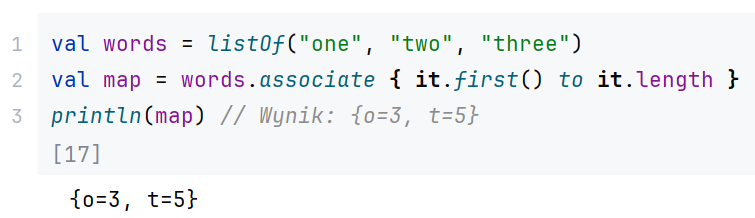 1 val words = listOf("one", "two", "three")
2 val map = words.associate { it.first() to it.length }
3 println(map) // Wynik: {o=3, t=5}
[17]
{o=3, t=5}